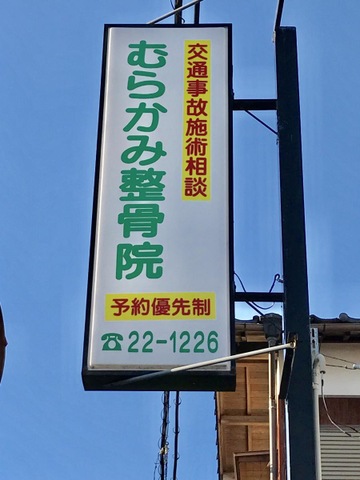 交通事故施術相談
むらかみ整骨院
予約優先制
☎22-1226